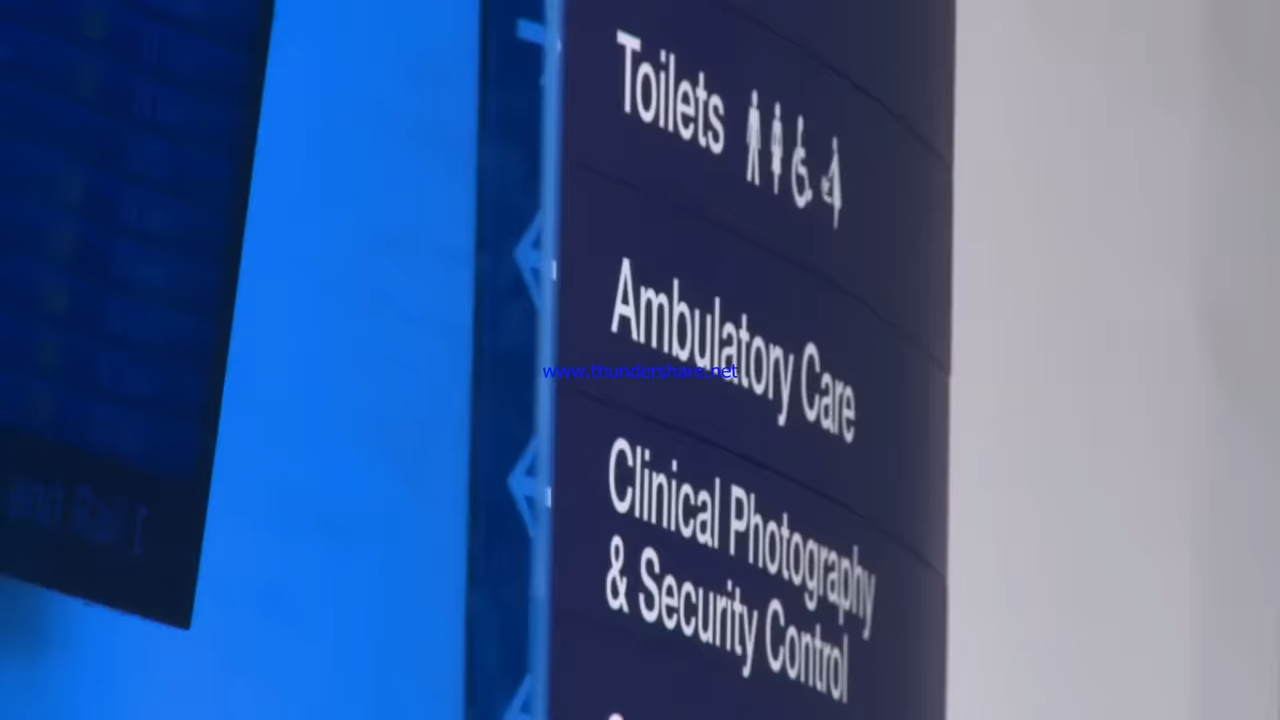 Toilets
Ambulatory Care
www.thundershare.net
Clinical Photography
& Security Control